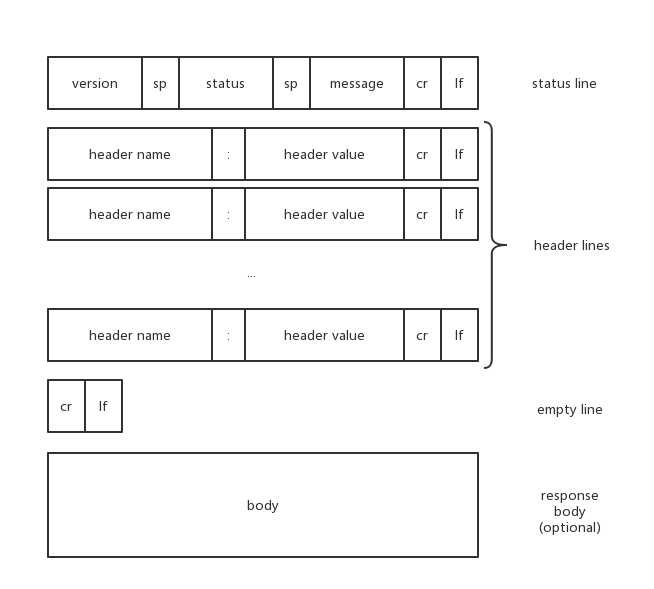 version sp status sp message cr lf status line
header name : header value cr lf
header name : header value cr lf
header lines
...
header name : header value cr lf
cr lf empty line
body
response
body
(optional)